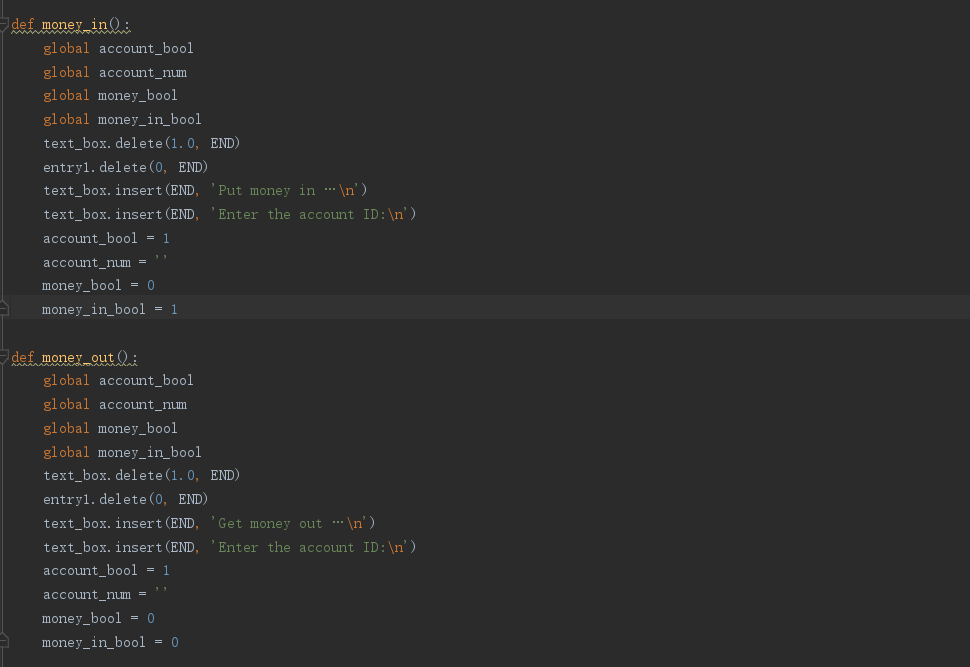 def money_in():
    global account_bool
    global account_num
    global money_bool
    global money_in_bool
    text_box.delete(1.0, END)
    entry1.delete(0, END)
    text_box.insert(END, 'Put money in …\n')
    text_box.insert(END, 'Enter the account ID:\n')
    account_bool = 1
    account_num = ''
    money_bool = 0
    money_in_bool = 1
def money_out():
    global account_bool
    global account_num
    global money_bool
    global money_in_bool
    text_box.delete(1.0, END)
    entry1.delete(0, END)
    text_box.insert(END, 'Get money out …\n')
    text_box.insert(END, 'Enter the account ID:\n')
    account_bool = 1
    account_num = ''
    money_bool = 0
    money_in_bool = 0